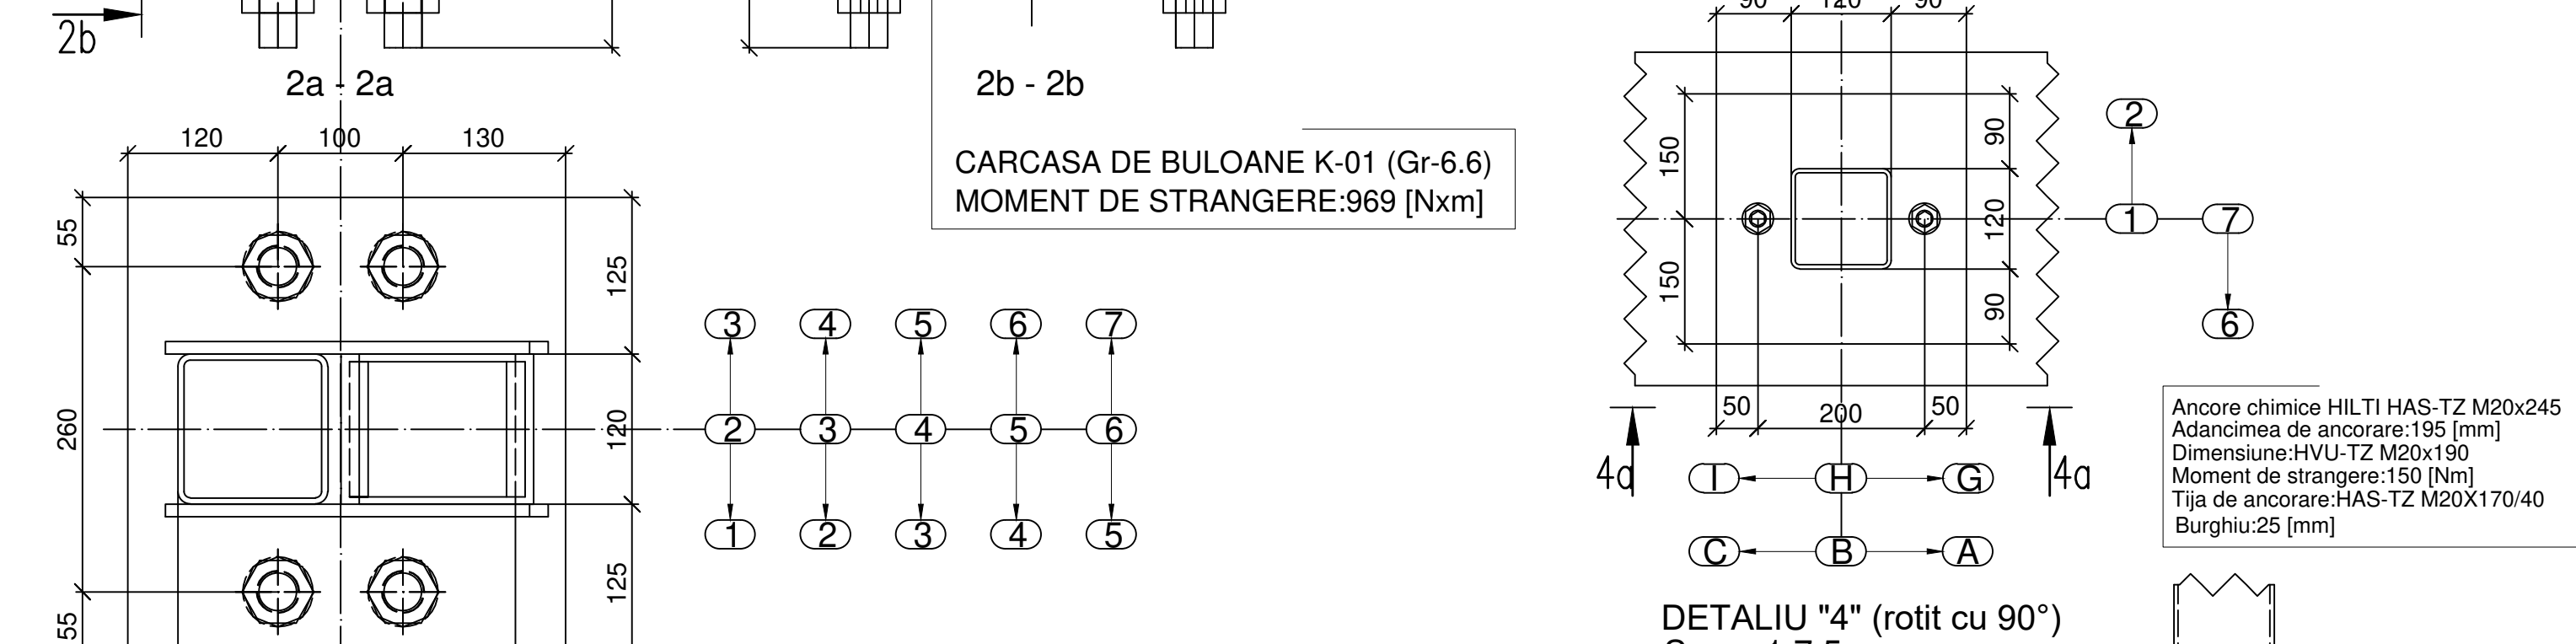 2b
2a - 2a
2b - 2b
120 100 130
CARCASA DE BULOANE K-01 (Gr-6.6)
MOMENT DE STRANGERE:969 [Nxm]
55
260
55
125
120
125
3 4 5 6 7
2 3 4 5 6
1 2 3 4 5
90 120 90
150
150
90
120
90
2
1 7
6
50 200 50
4a 4a
I H G
C B A
Ancore chimice HILTI HAS-TZ M20x245
Adancimea de ancorare:195 [mm]
Dimensiune:HVU-TZ M20x190
Moment de strangere:150 [Nm]
Tija de ancorare:HAS-TZ M20X170/40
Burghiu:25 [mm]
DETALIU "4" (rotit cu 90°)